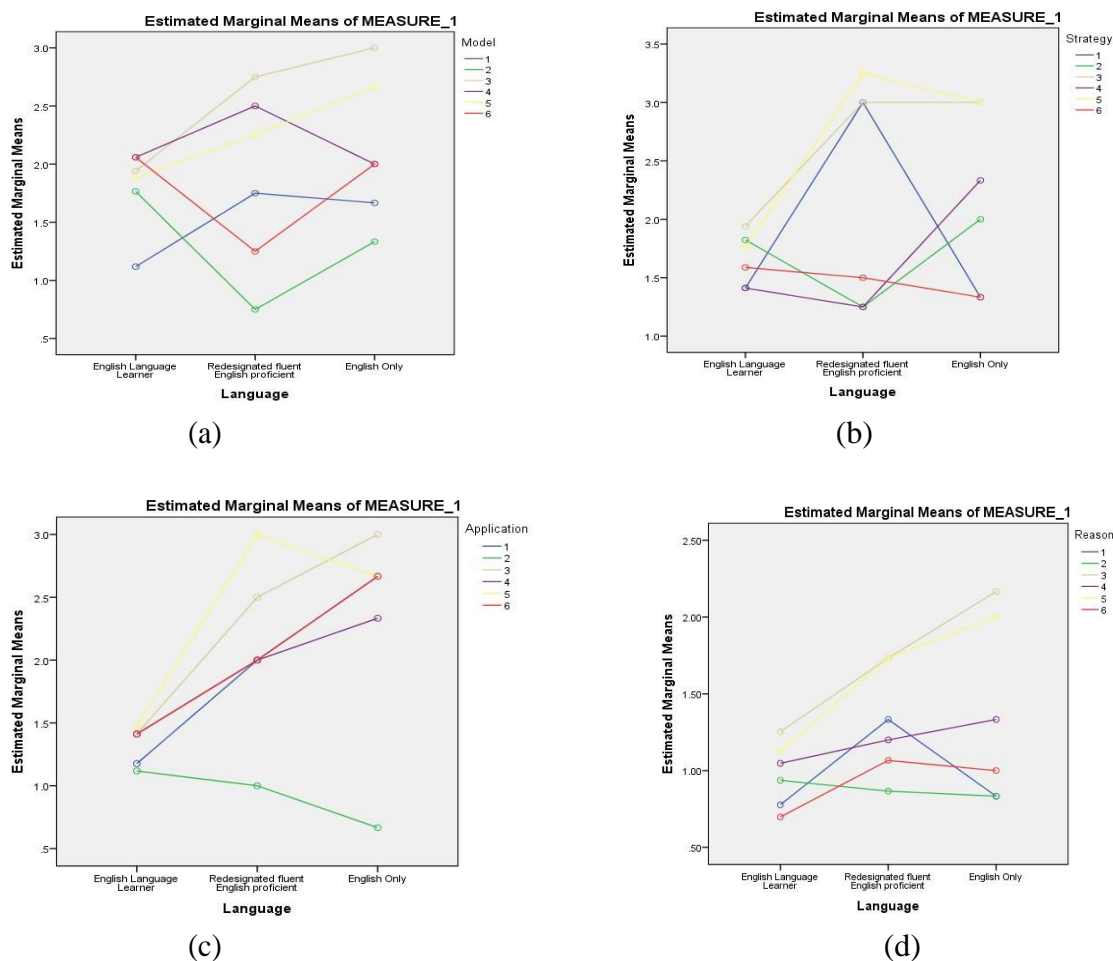 Estimated Marginal Means of MEASURE_1
Model
1
2
3
4
5
6
Estimated Marginal Means
3.0
2.5
2.0
1.5
1.0
.5
English Language
Learner
Redesignated fluent
English proficient
English Only
Language
(a)
Estimated Marginal Means of MEASURE_1
Strategy
1
2
3
4
5
6
Estimated Marginal Means
3.5
3.0
2.5
2.0
1.5
1.0
English Language
Learner
Redesignated fluent
English proficient
English Only
Language
(b)
Estimated Marginal Means of MEASURE_1
Application
1
2
3
4
5
6
Estimated Marginal Means
3.0
2.5
2.0
1.5
1.0
.5
English Language
Learner
Redesignated fluent
English proficient
English Only
Language
(c)
Estimated Marginal Means of MEASURE_1
Reason
1
2
3
4
5
6
Estimated Marginal Means
2.50
2.00
1.50
1.00
.50
English Language
Learner
Redesignated fluent
English proficient
English Only
Language
(d)